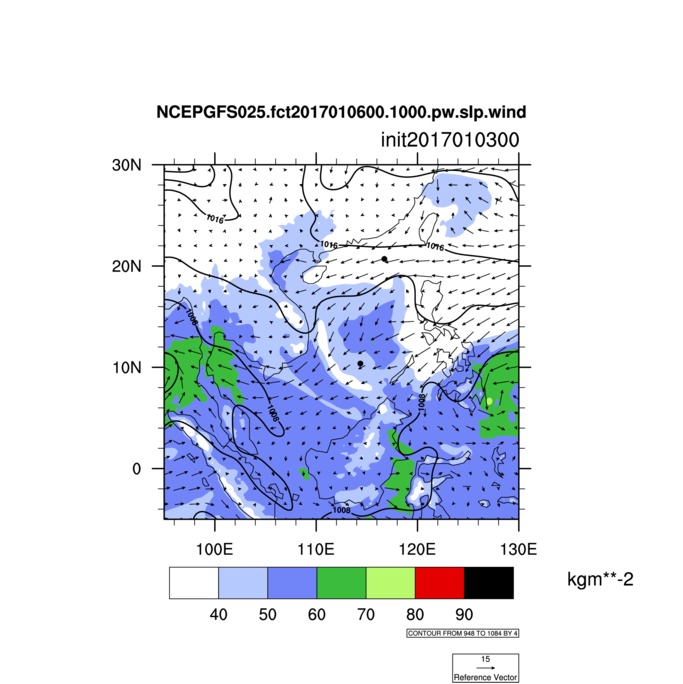 NCEPGFS025.fct2017010600.1000.pw.slp.wind
init2017010300
30N
1016
1016
1016
20N
1008
10N
1008
1008
0
1008
100E
110E
120E
130E
kgm**-2
40
50
60
70
80
90
CONTOUR FROM 948 TO 1084 BY 4
15
Reference Vector